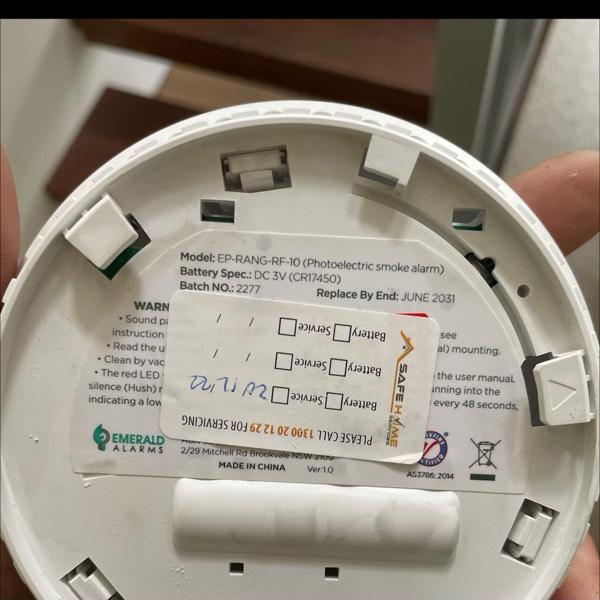 Model: EP-RANG-RF-10 (Photoelectric smoke alarm)
Battery Spec.: DC 3V (CR17450)
Batch NO.: 2277 Replace By End: JUNE 2031
WARN
• Sound pa see
instruction al) mounting.
• Read the u
• Clean by vac the user manual
• The red LED unning into the
silence (Hush) every 48 seconds,
indicating a low
EMERALD
ALARMS
2/29 Mitchell Rd Brookvale NSW 2100
MADE IN CHINA Ver:1.0
AS3786: 2014
SAFE HOME
SERVICES
Battery Service / /
Battery Service / /
Battery Service
PLEASE CALL 1300 20 12 29 FOR SERVICING